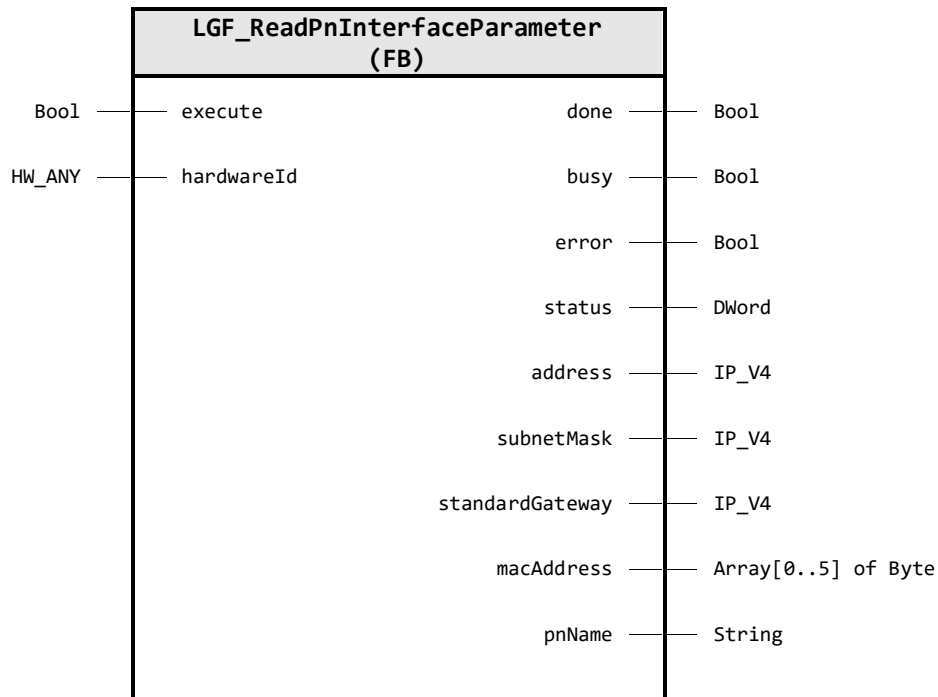 LGF_ReadPnInterfaceParameter
(FB)
Bool execute done Bool
HW_ANY hardwareId busy Bool
error Bool
status DWord
address IP_V4
subnetMask IP_V4
standardGateway IP_V4
macAddress Array[0..5] of Byte
pnName String